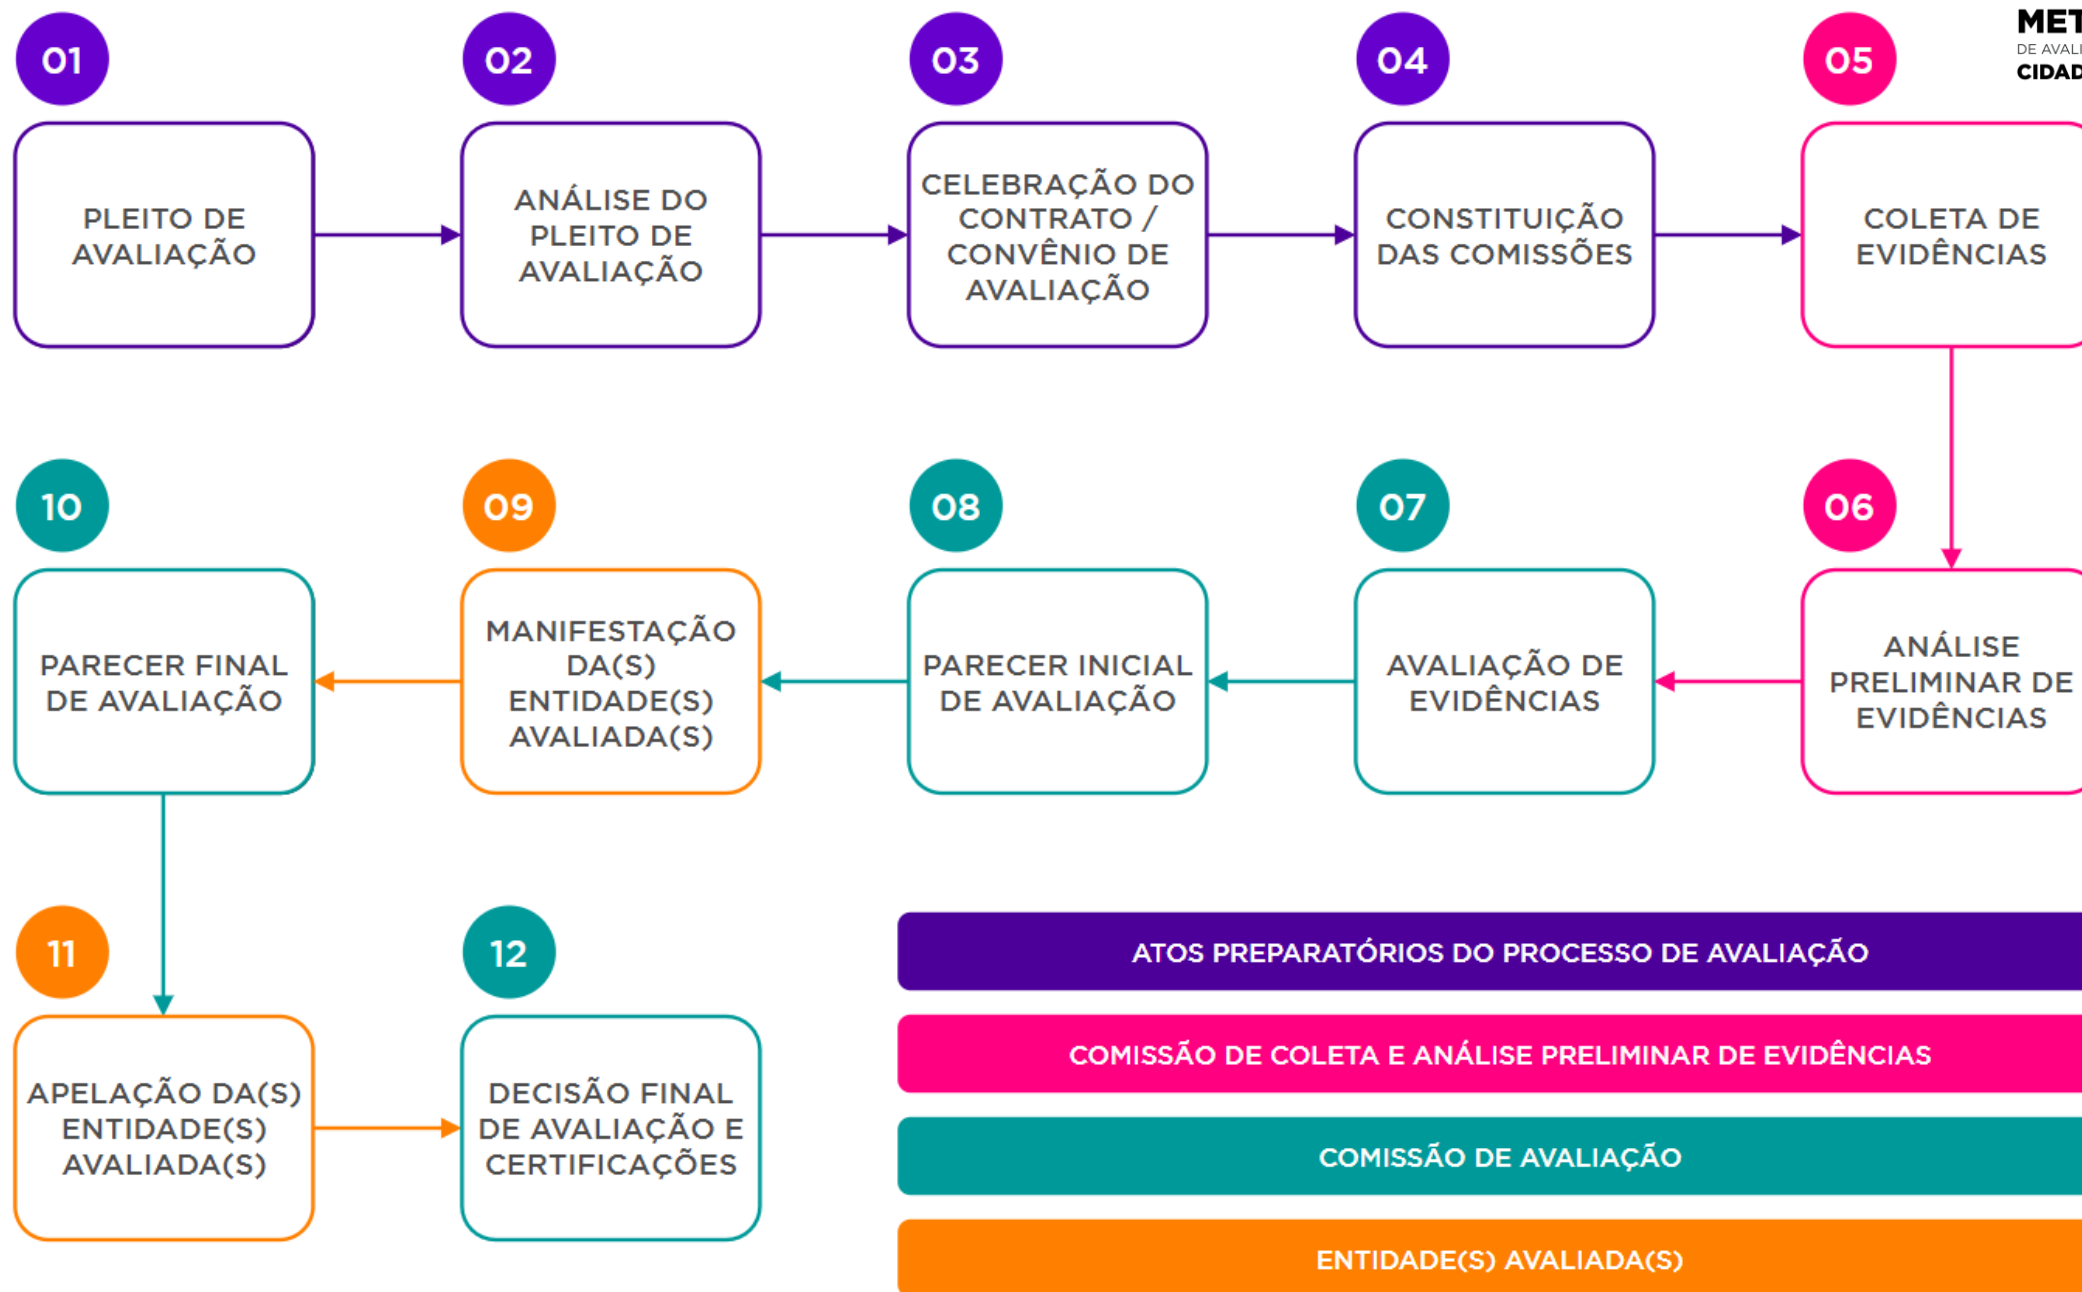 01
02
03
04
05
PLEITO DE
AVALIAÇÃO
ANÁLISE DO
PLEITO DE
AVALIAÇÃO
CELEBRAÇÃO DO
CONTRATO /
CONVÊNIO DE
AVALIAÇÃO
CONSTITUIÇÃO
DAS COMISSÕES
COLETA DE
EVIDÊNCIAS
10
09
08
07
06
PARECER FINAL
DE AVALIAÇÃO
MANIFESTAÇÃO
DA(S)
ENTIDADE(S)
AVALIADA(S)
PARECER INICIAL
DE AVALIAÇÃO
AVALIAÇÃO DE
EVIDÊNCIAS
ANÁLISE
PRELIMINAR DE
EVIDÊNCIAS
11
12
APELAÇÃO DA(S)
ENTIDADE(S)
AVALIADA(S)
DECISÃO FINAL
DE AVALIAÇÃO E
CERTIFICAÇÕES
ATOS PREPARATÓRIOS DO PROCESSO DE AVALIAÇÃO
COMISSÃO DE COLETA E ANÁLISE PRELIMINAR DE EVIDÊNCIAS
COMISSÃO DE AVALIAÇÃO
ENTIDADE(S) AVALIADA(S)